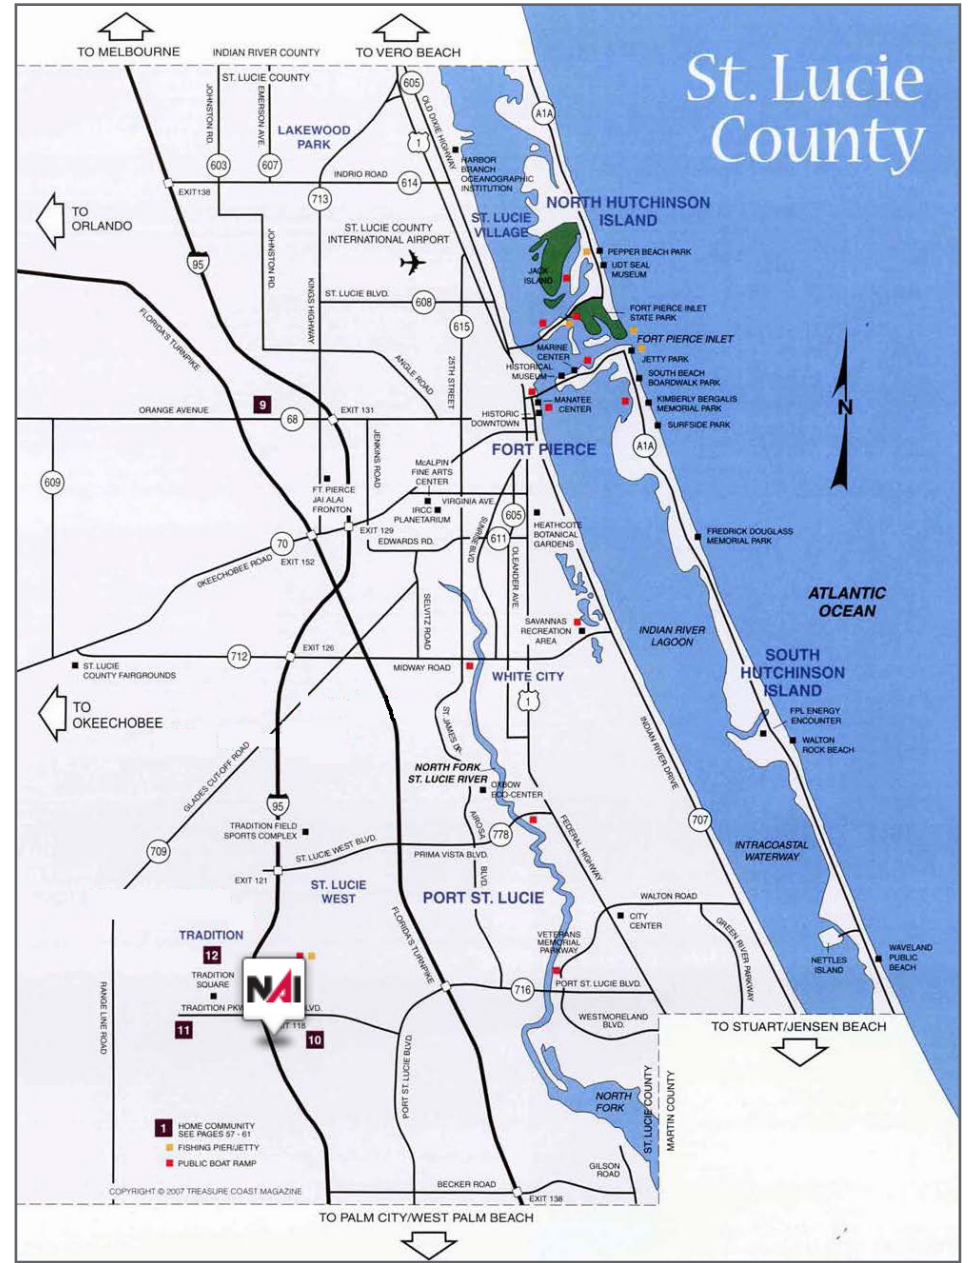 TO MELBOURNE
INDIAN RIVER COUNTY
TO VERO BEACH
ST. LUCIE COUNTY
St. Lucie
County
JOHNSTON RD.
EMERSON AVE.
605
OLD DIXIE HIGHWAY
A1A
1
LAKEWOOD
PARK
603
607
INDRIO ROAD
614
HARBOR
BRANCH
OCEANOGRAPHIC
INSTITUTION
EXIT138
713
TO
ORLANDO
ST. LUCIE COUNTY
INTERNATIONAL AIRPORT
ST. LUCIE
VILLAGE
NORTH HUTCHINSON
ISLAND
JOHNSTON RD.
95
PEPPER BEACH PARK
UDT SEAL
MUSEUM
JACK
ISLAND
KINGS HIGHWAY
ST. LUCIE BLVD.
608
615
FORT PIERCE INLET
STATE PARK
FLORIDA'S TURNPIKE
FORT PIERCE INLET
MARINE
CENTER
JETTY PARK
HISTORICAL
MUSEUM
SOUTH BEACH
BOARDWALK PARK
ANGLE ROAD
25TH STREET
9
ORANGE AVENUE
68
EXIT 131
MANATEE
CENTER
KIMBERLY BERGALIS
MEMORIAL PARK
HISTORIC
DOWNTOWN
SURFSIDE PARK
N
FORT PIERCE
A1A
JENKINS ROAD
609
McALPIN
FINE ARTS
CENTER
FT PIERCE
JAI ALAI
FRONTON
VIRGINIA AVE.
IRCC
PLANETARIUM
605
HEATHCOTE
BOTANICAL
GARDENS
EXIT 129
70
EXIT 152
OKEECHOBEE ROAD
EDWARDS RD.
SUNRISE BLVD
611
OLEANDER AVE.
FREDRICK DOUGLASS
MEMORIAL PARK
SELVITZ ROAD
ATLANTIC
OCEAN
SAVANNAS
RECREATION
AREA
INDIAN RIVER
LAGOON
712
EXIT 126
MIDWAY ROAD
ST. LUCIE
COUNTY FAIRGROUNDS
WHITE CITY
SOUTH
HUTCHINSON
ISLAND
TO
OKEECHOBEE
1
ST. JAMES DR.
INDIAN RIVER DRIVE
FPL ENERGY
ENCOUNTER
WALTON
ROCK BEACH
GLADES CUT-OFF ROAD
NORTH FORK
ST. LUCIE RIVER
OXBOW
ECO-CENTER
95
TRADITION FIELD
SPORTS COMPLEX
709
ST. LUCIE WEST BLVD.
AIROSA
BLVD.
778
FEDERAL HIGHWAY
707
PRIMA VISTA BLVD.
INTRACOASTAL
WATERWAY
EXIT 121
ST. LUCIE
WEST
PORT ST. LUCIE
WALTON ROAD
CITY
CENTER
GREEN RIVER PARKWAY
FLORIDA'S TURNPIKE
TRADITION
12
VETERANS
MEMORIAL
PARKWAY
NETTLES
ISLAND
WAVELAND
PUBLIC
BEACH
TRADITION
SQUARE
NAI
716
PORT ST. LUCIE BLVD.
RANGE LINE ROAD
TRADITION PKW
LVD.
11
10
IT 118
WESTMORELAND
BLVD.
TO STUART/JENSEN BEACH
PORT ST. LUCIE BLVD.
NORTH
FORK
ST. LUCIE COUNTY
MARTIN COUNTY
1 HOME COMMUNITY
SEE PAGES 57 - 61
FISHING PIER/JETTY
PUBLIC BOAT RAMP
COPYRIGHT © 2007 TREASURE COAST MAGAZINE
BECKER ROAD
GILSON
ROAD
EXIT 138
TO PALM CITY/WEST PALM BEACH